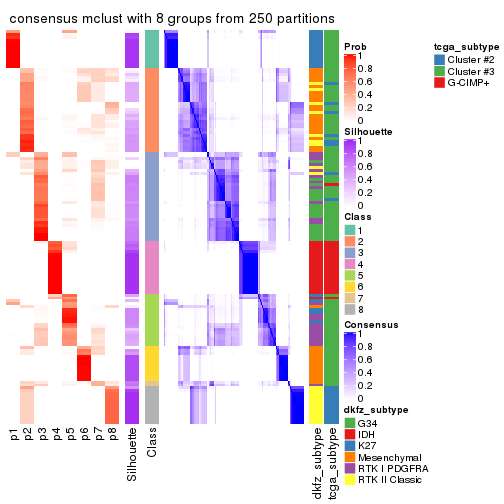 consensus mclust with 8 groups from 250 partitions
Prob
1
0.8
0.6
0.4
0.2
0
Silhouette
1
0.8
0.6
0.4
0.2
0
Class
1
2
3
4
5
6
7
8
Consensus
1
0.8
0.6
0.4
0.2
0
dkfz_subtype
G34
IDH
K27
Mesenchymal
RTK I PDGFRA
RTK II Classic
tcga_subtype
Cluster #2
Cluster #3
G-CIMP+
p1
p2
p3
p4
p5
p6
p7
p8
Silhouette
Class
dkfz_subtype
tcga_subtype